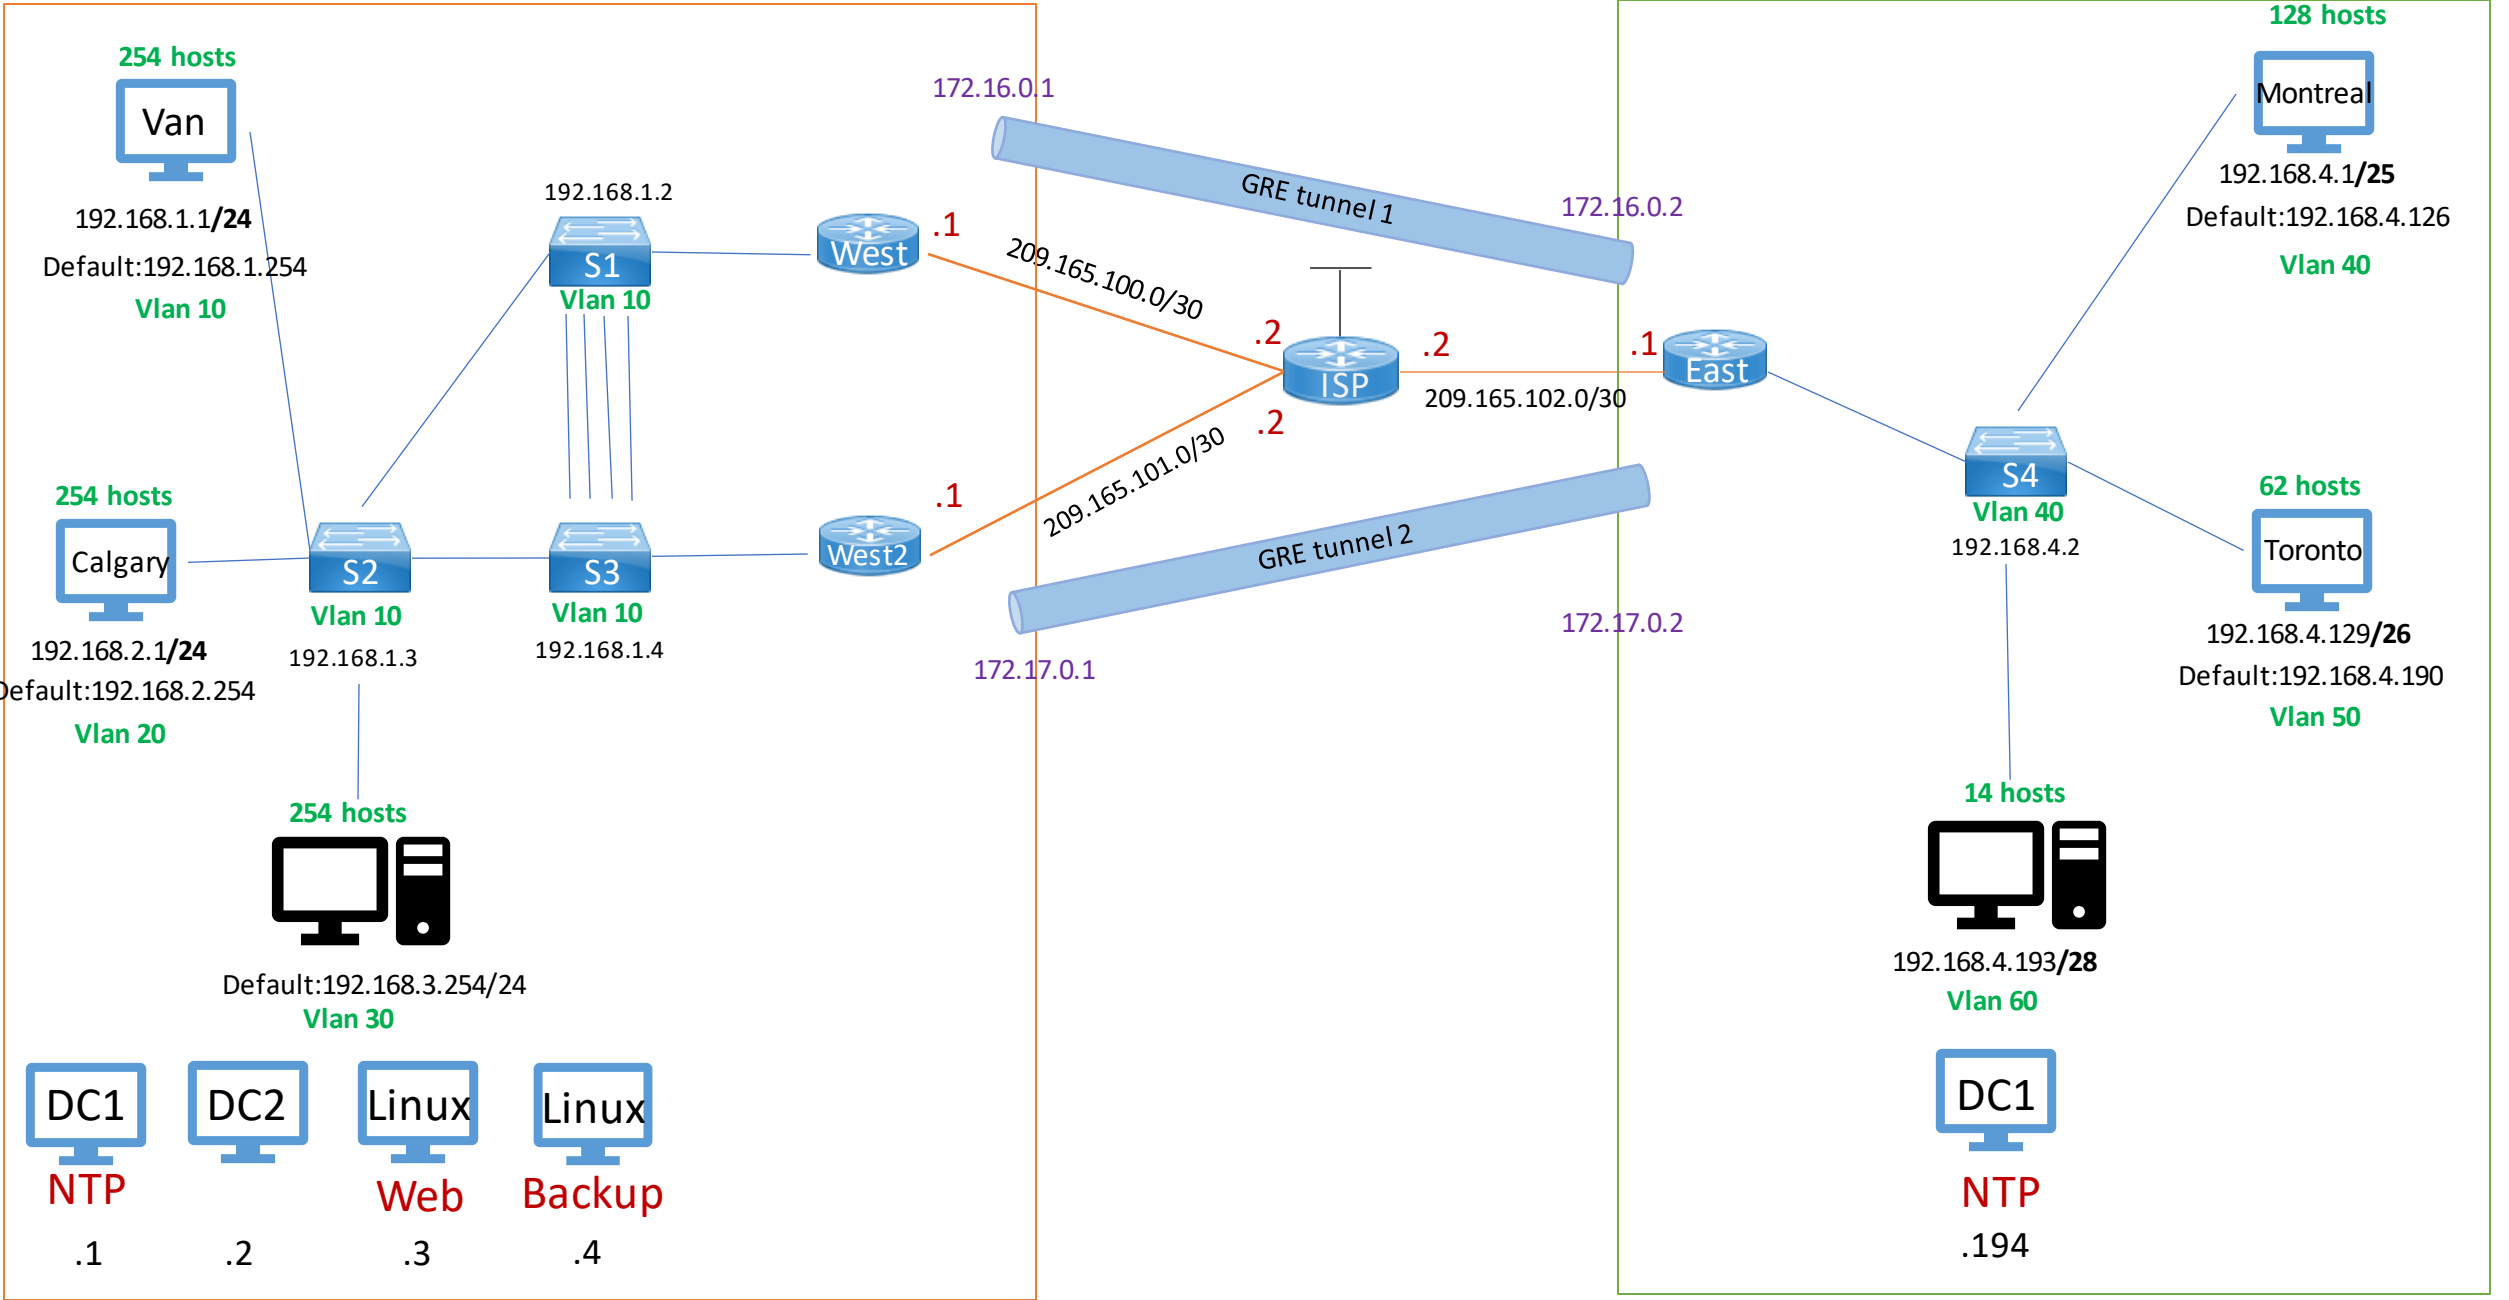 254 hosts
Van
192.168.1.1/24
Default:192.168.1.254
Vlan 10
254 hosts
Calgary
192.168.2.1/24
Default:192.168.2.254
Vlan 20
S2
Vlan 10
192.168.1.3
192.168.1.2
S1
Vlan 10
S3
Vlan 10
192.168.1.4
West
.1
West2
.1
254 hosts
Default:192.168.3.254/24
Vlan 30
DC1
NTP
.1
DC2
.2
Linux
Web
.3
Linux
Backup
.4
172.16.0.1
GRE tunnel 1
172.16.0.2
209.165.100.0/30
.2
ISP
.2
.2
209.165.101.0/30
209.165.102.0/30
.1
East
GRE tunnel 2
172.17.0.1
172.17.0.2
128 hosts
Montreal
192.168.4.1/25
Default:192.168.4.126
Vlan 40
S4
Vlan 40
192.168.4.2
62 hosts
Toronto
192.168.4.129/26
Default:192.168.4.190
Vlan 50
14 hosts
192.168.4.193/28
Vlan 60
DC1
NTP
.194